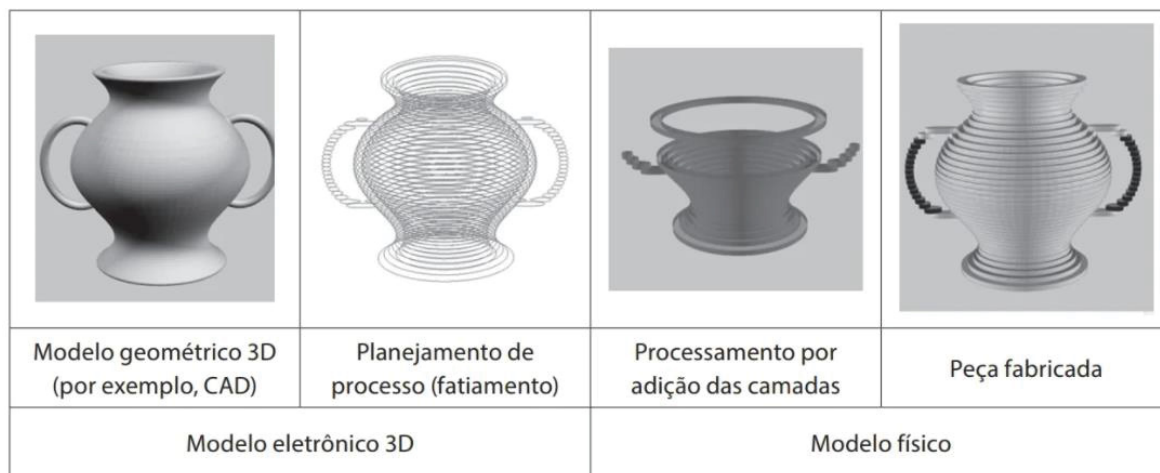 Modelo geométrico 3D
(por exemplo, CAD)
Planejamento de
processo (fatiamento)
Processamento por
adição das camadas
Peça fabricada
Modelo eletrônico 3D
Modelo físico